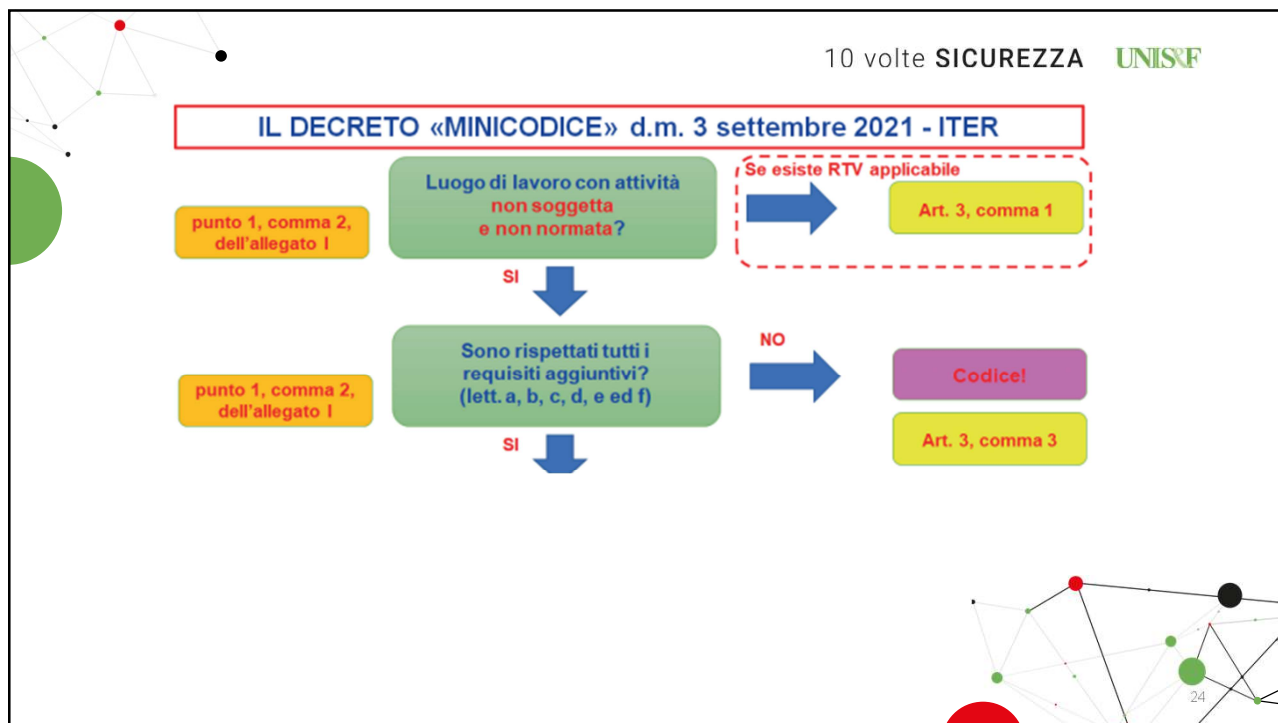 10 volte SICUREZZA UNIS&F
IL DECRETO «MINICODICE» d.m. 3 settembre 2021 - ITER
punto 1, comma 2,
dell'allegato I
Luogo di lavoro con attività
non soggetta
e non normata?
Se esiste RTV applicabile
Art. 3, comma 1
SI
punto 1, comma 2,
dell'allegato I
Sono rispettati tutti i
requisiti aggiuntivi?
(lett. a, b, c, d, e ed f)
NO
Codice!
Art. 3, comma 3
SI
24